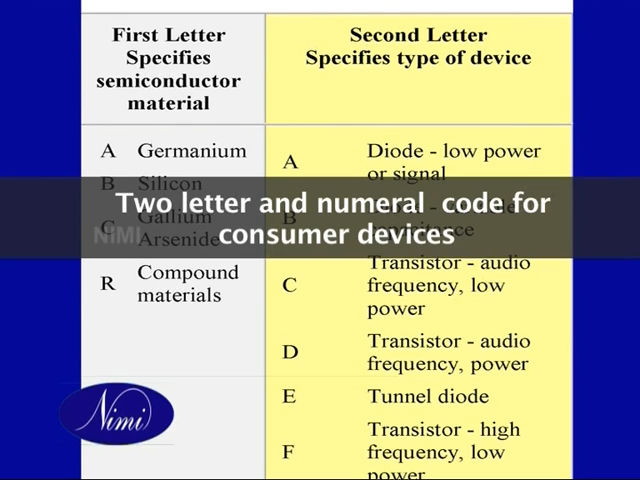 First Letter
Specifies
semiconductor
material
Second Letter
Specifies type of device
A Germanium
B Silicon
C Gallium
Arsenide
R Compound
materials
A Diode - low power
or signal
B
C Transistor - audio
frequency, low
power
D Transistor - audio
frequency, power
E Tunnel diode
F Transistor - high
frequency, low
power
Two letter and numeral code for
consumer devices
NiMI
Nimi